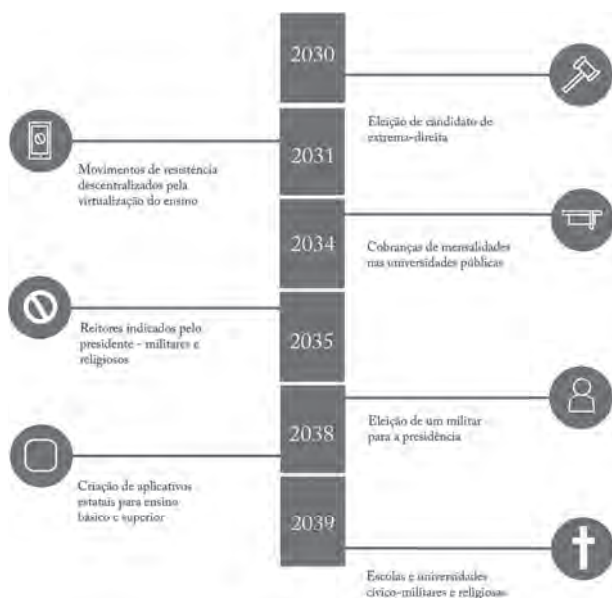 2030
Eleição de candidato de
extrema-direita
2031
Movimentos de resistência
descentralizados pela
virtualização do ensino
2034
Cobranças de mensalidades
nas universidades públicas
2035
Reitores indicados pelo
presidente - militares e
religiosos
2038
Eleição de um militar
para a presidência
Criação de aplicativos
estatais para ensino
básico e superior
2039
Escolas e universidades
cívico-militares e religiosas